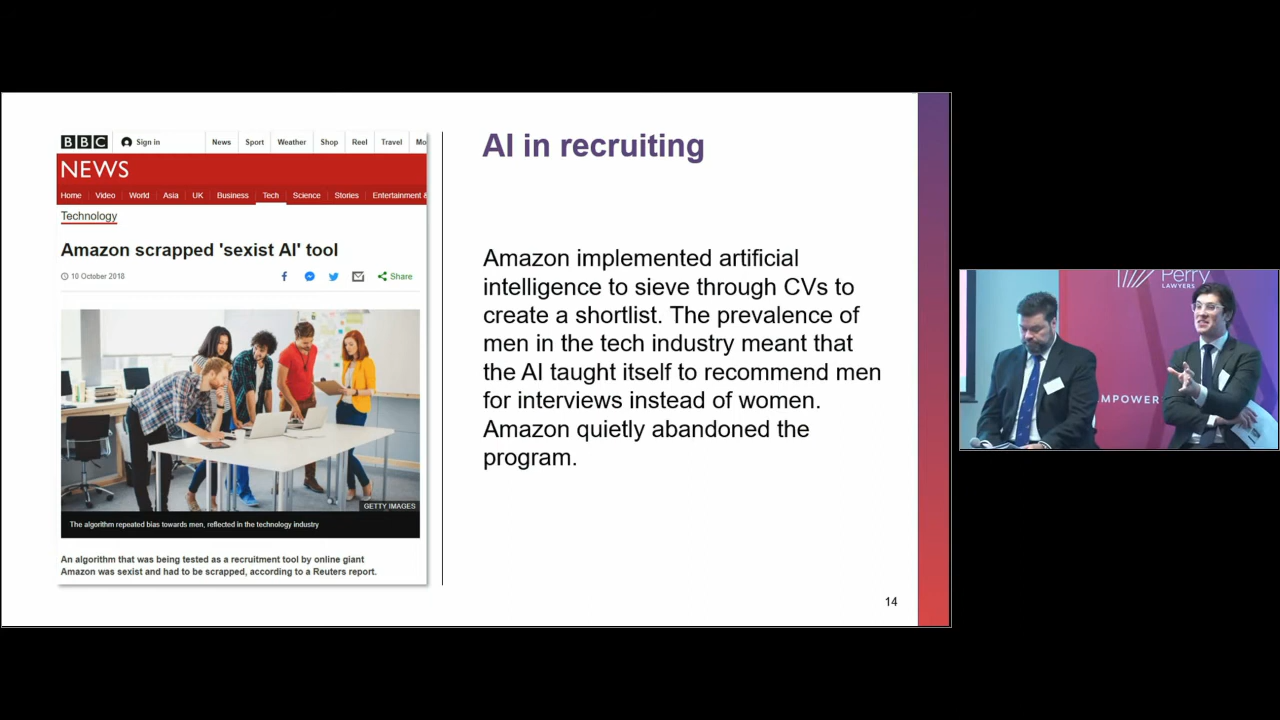 BBC Sign in News Sport Weather Shop Reel Travel Mo
NEWS
Home Video World Asia UK Business Tech Science Stories Entertainment &
Technology
Amazon scrapped 'sexist AI' tool
10 October 2018
Share
GETTY IMAGES
The algorithm repeated bias towards men, reflected in the technology industry
An algorithm that was being tested as a recruitment tool by online giant
Amazon was sexist and had to be scrapped, according to a Reuters report.
AI in recruiting
Amazon implemented artificial
intelligence to sieve through CVs to
create a shortlist. The prevalence of
men in the tech industry meant that
the AI taught itself to recommend men
for interviews instead of women.
Amazon quietly abandoned the
program.
14
Perry
LAWYERS
MPOWER